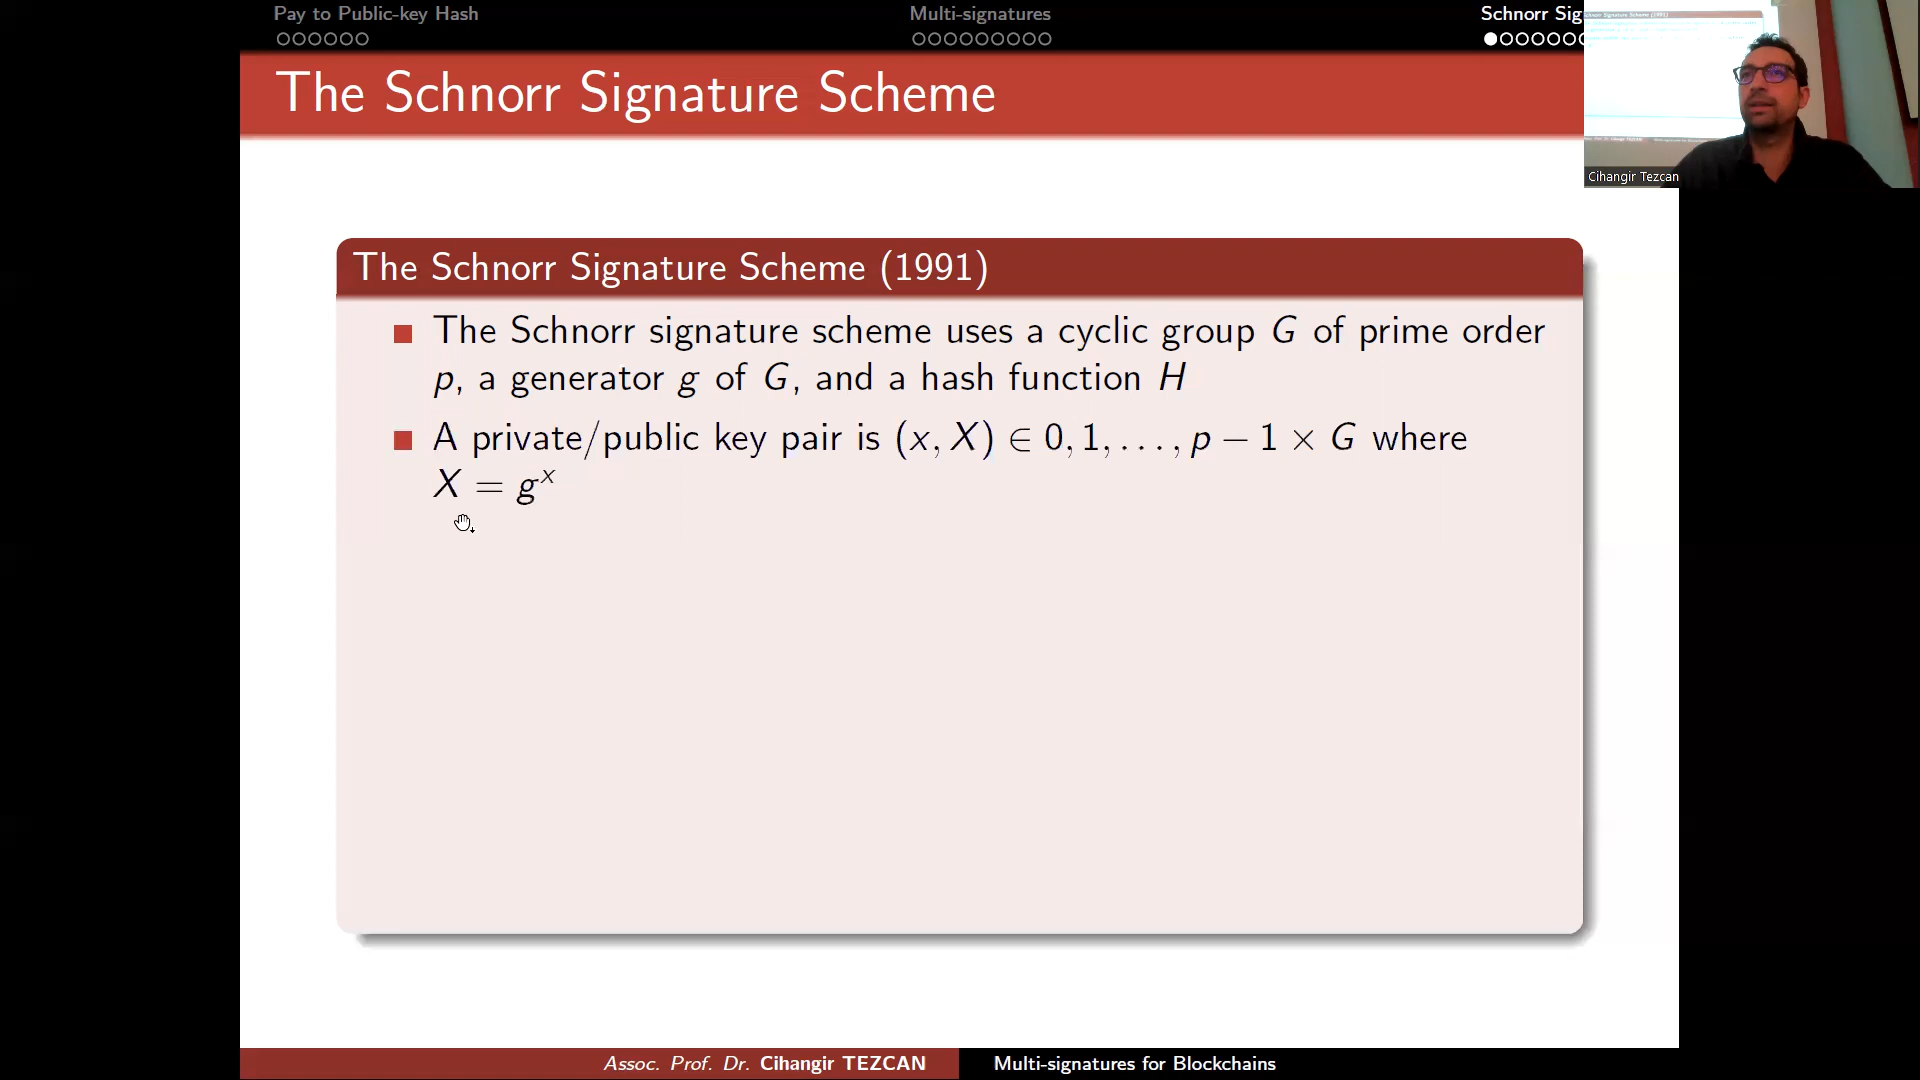 Pay to Public-key Hash
Multi-signatures
Schnorr Sig
The Schnorr Signature Scheme
Cihangir Tezcan
The Schnorr Signature Scheme (1991)
The Schnorr signature scheme uses a cyclic group G of prime order
p, a generator g of G, and a hash function H
A private/public key pair is (x, X) ∈ 0, 1, . . . , p − 1 × G where
X = g^x
Assoc. Prof. Dr. Cihangir TEZCAN
Multi-signatures for Blockchains